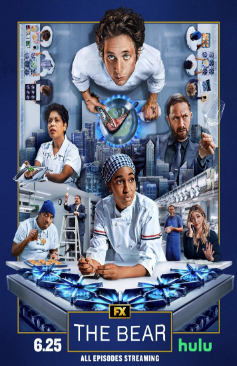 FX
THE BEAR
6.25
hulu
ALL EPISODES STREAMING